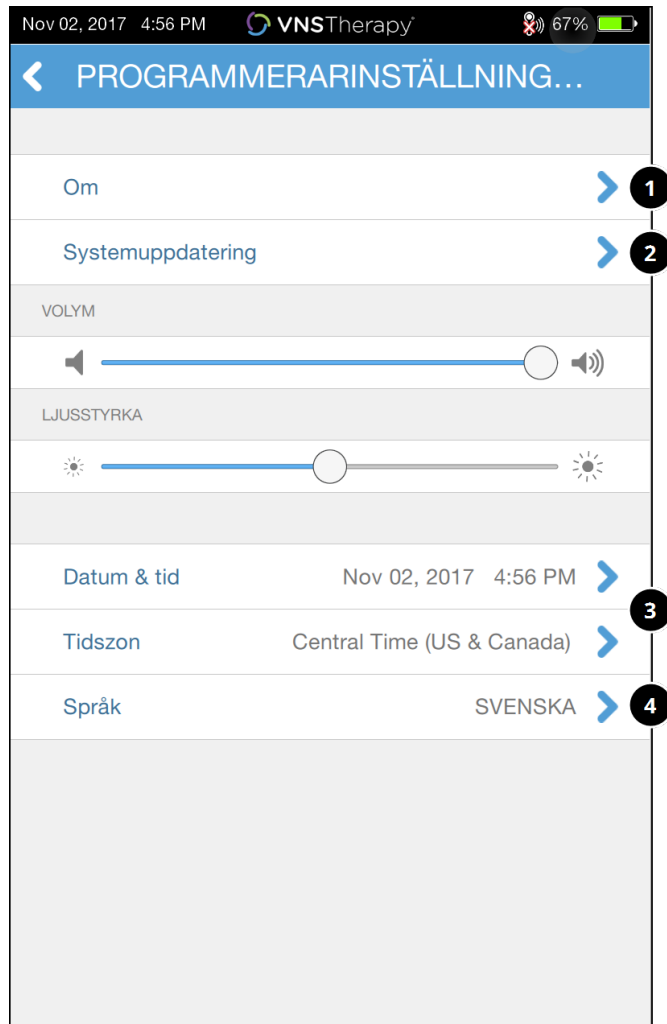 Nov 02, 2017 4:56 PM VNSTherapy 67%
PROGRAMMERARINSTÄLLNING...
Om 1
Systemuppdatering 2
VOLYM
LJUSSTYRKA
Datum & tid Nov 02, 2017 4:56 PM
3
Tidszon Central Time (US & Canada)
Språk SVENSKA 4